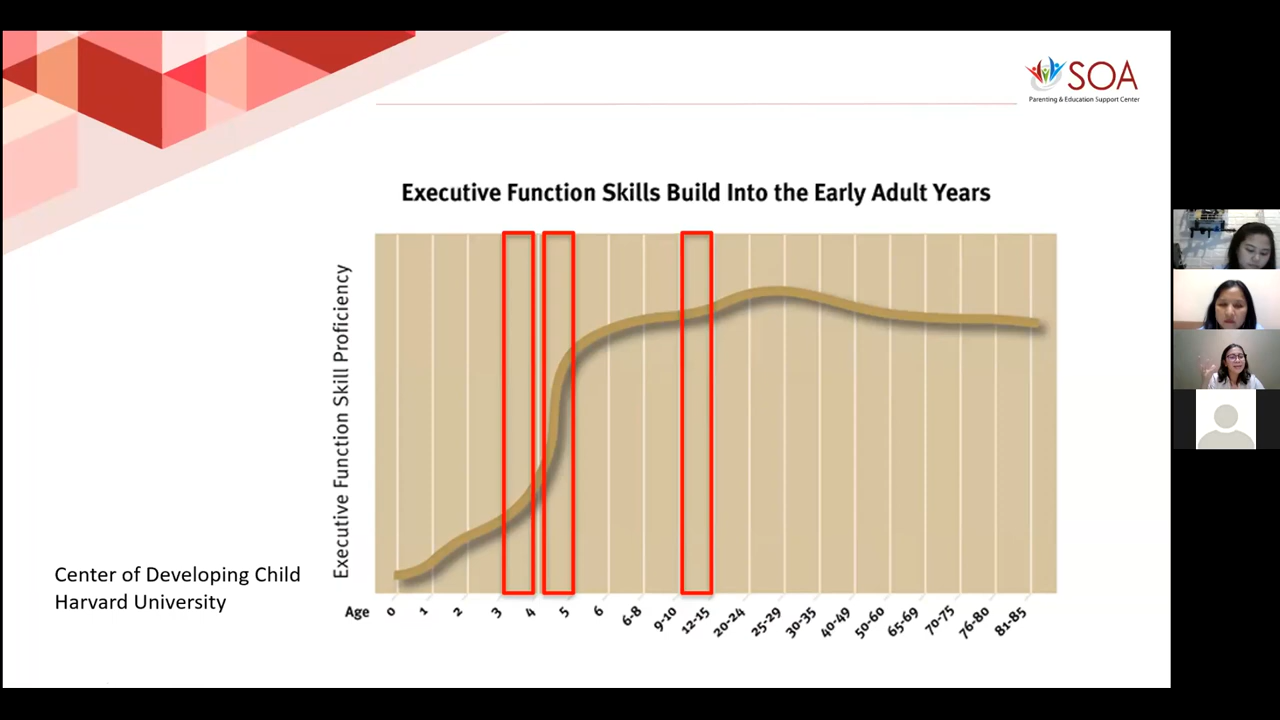 SOA
Parenting & Education Support Center
Executive Function Skills Build Into the Early Adult Years
Executive Function Skill Proficiency
Center of Developing Child
Harvard University
Age 0 1 2 3 4 5 6 6-8 9-10 12-15 20-24 25-29 30-35 40-49 50-60 65-69 70-75 76-80 81-85